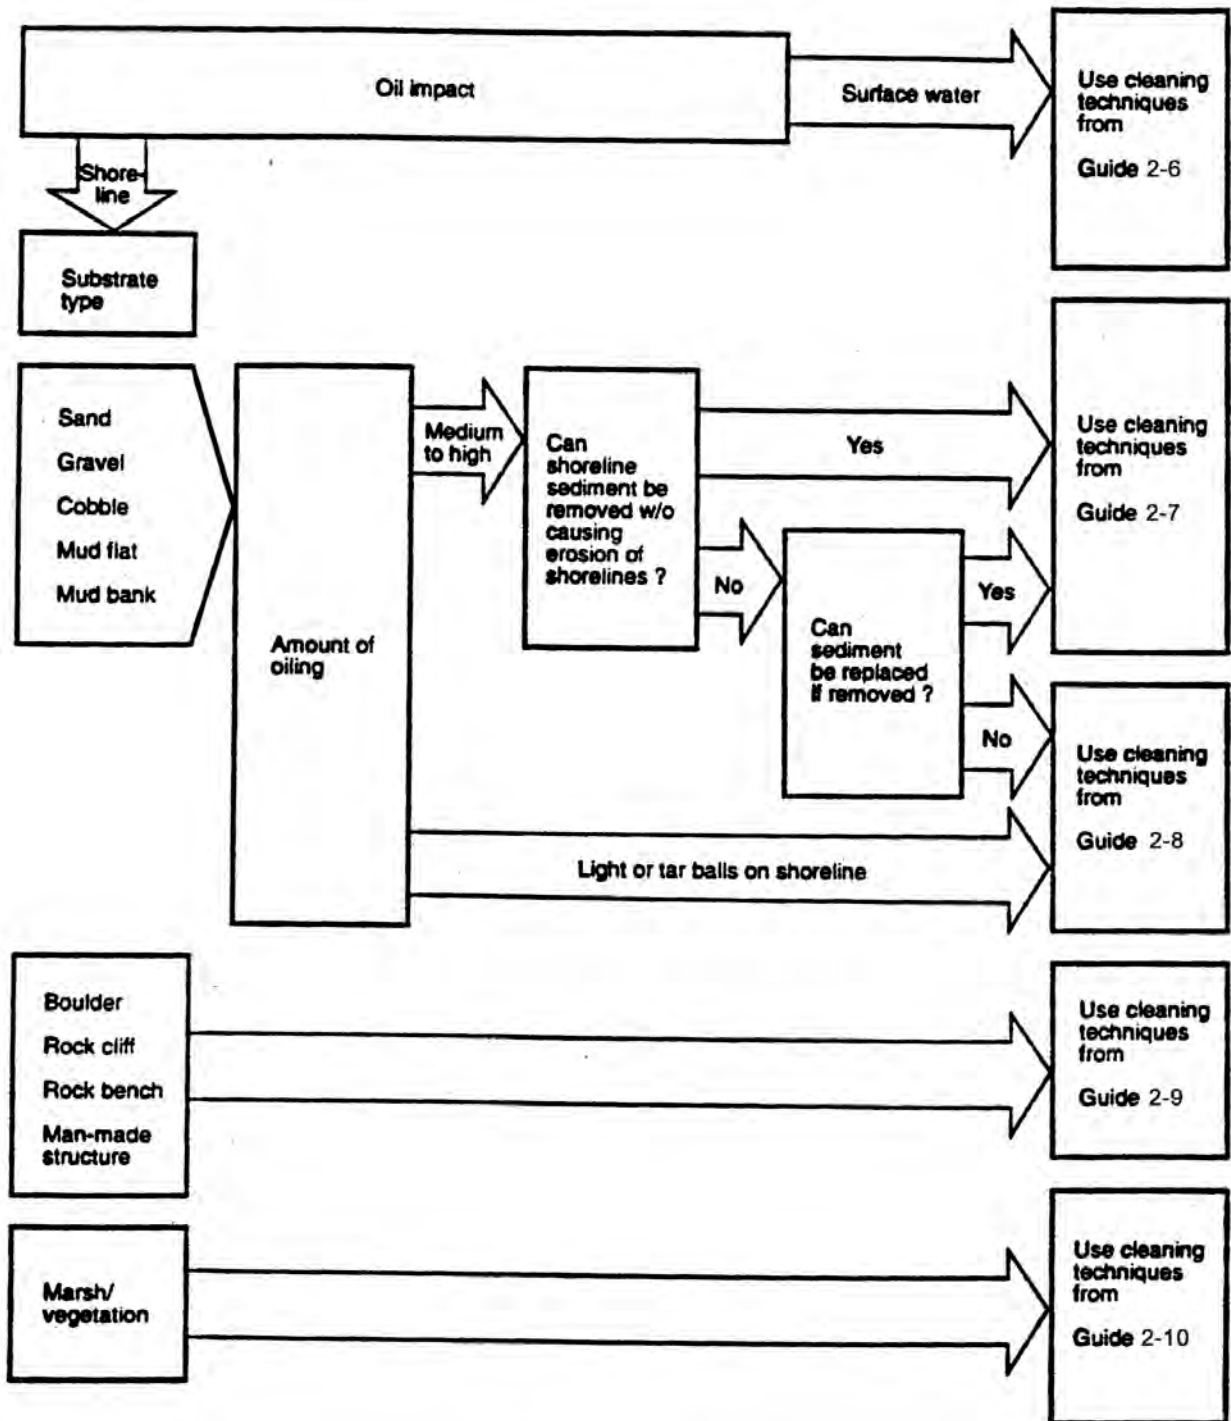 Oil impact
Surface water
Use cleaning
techniques
from
Guide 2-6
Shore-
line
Substrate
type
Sand
Gravel
Cobble
Mud flat
Mud bank
Amount of
oiling
Medium
to high
Can
shoreline
sediment be
removed w/o
causing
erosion of
shorelines ?
Yes
No
Can
sediment
be replaced
if removed ?
Yes
No
Use cleaning
techniques
from
Guide 2-7
Light or tar balls on shoreline
Use cleaning
techniques
from
Guide 2-8
Boulder
Rock cliff
Rock bench
Man-made
structure
Use cleaning
techniques
from
Guide 2-9
Marsh/
vegetation
Use cleaning
techniques
from
Guide 2-10